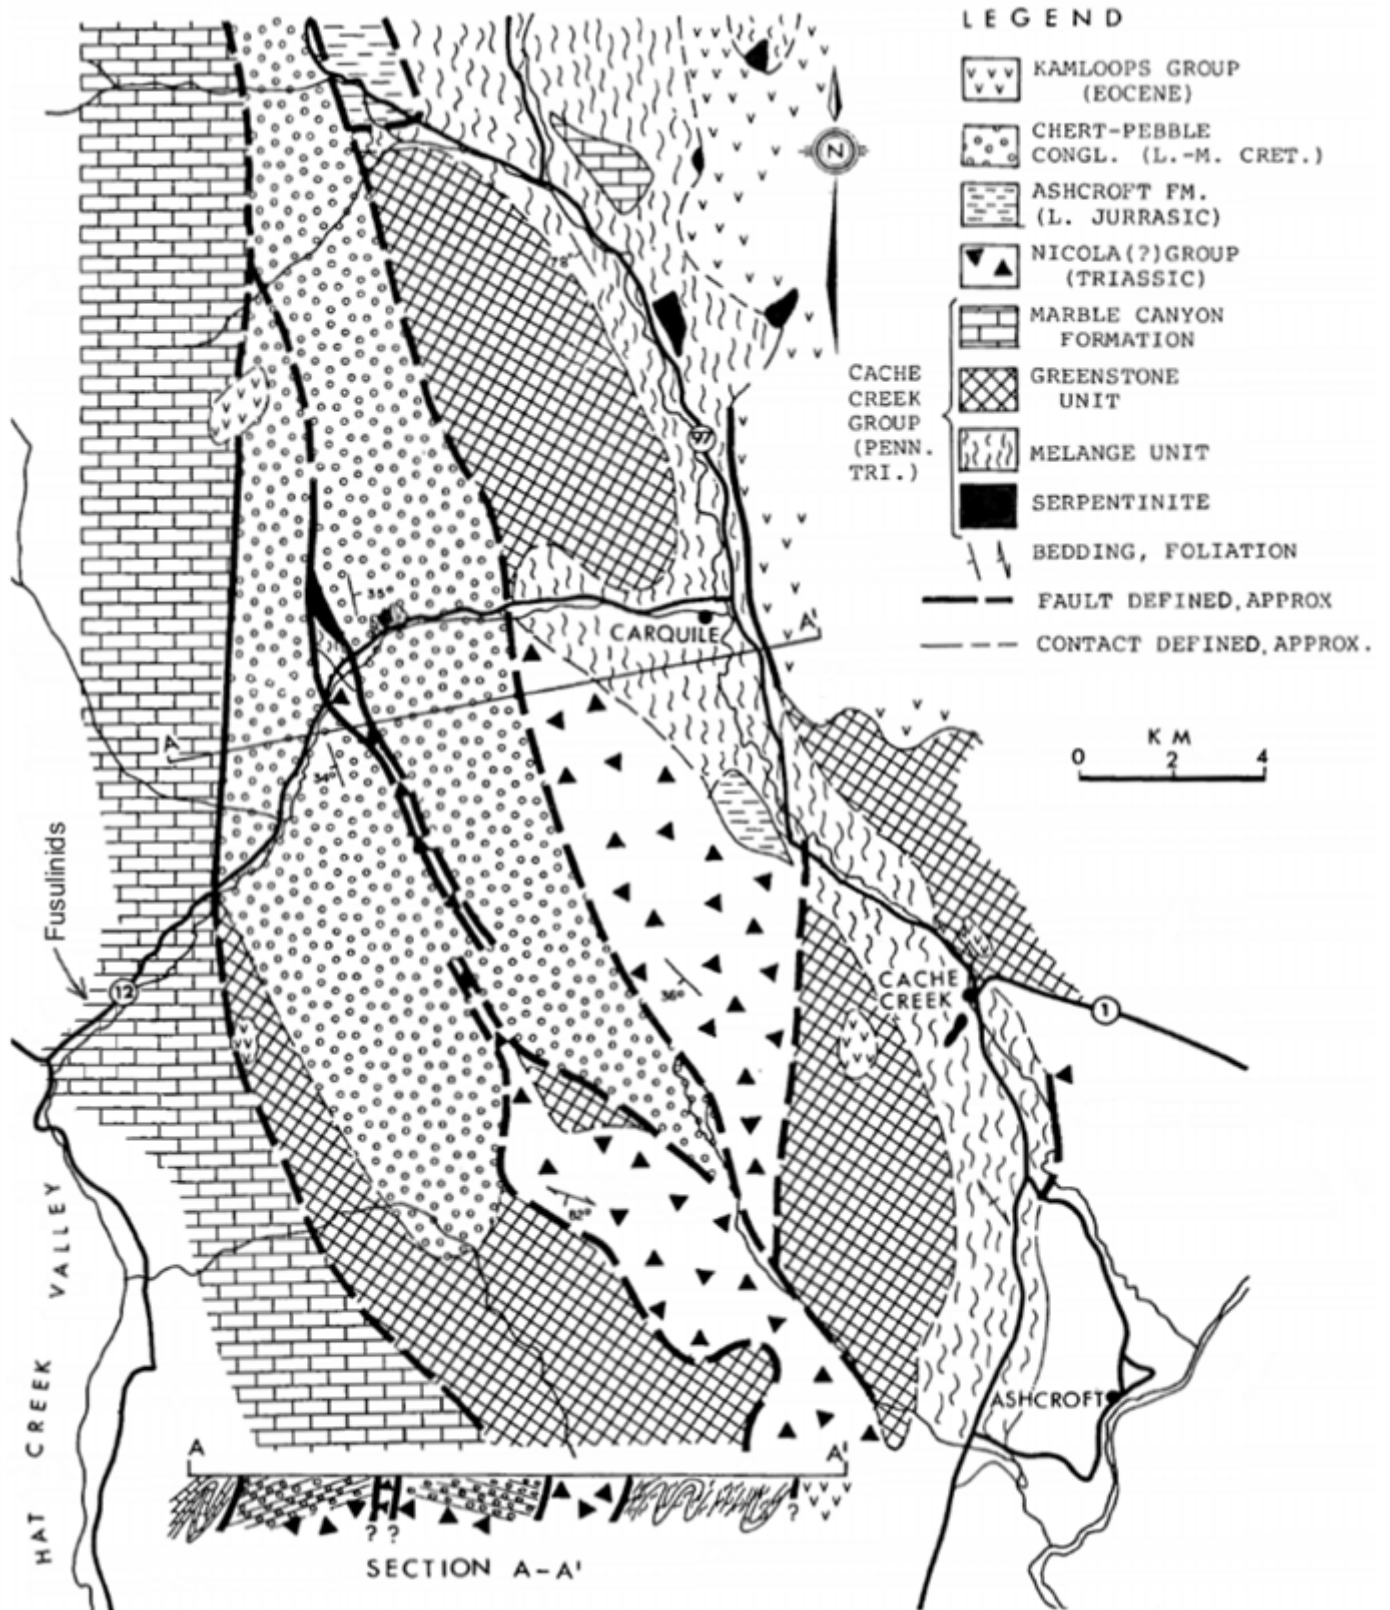 LEGEND
KAMLOOPS GROUP
(EOCENE)
CHERT-PEBBLE
CONGL. (L.-M. CRET.)
ASHCROFT FM.
(L. JURRASIC)
NICOLA(?)GROUP
(TRIASSIC)
MARBLE CANYON
FORMATION
GREENSTONE
UNIT
MELANGE UNIT
SERPENTINITE
CACHE
CREEK
GROUP
(PENN.
TRI.)
BEDDING, FOLIATION
FAULT DEFINED, APPROX
CONTACT DEFINED, APPROX.
KM
0 2 4
N
78°
97
35°
CARQUILE
A'
A
34°
Fusulinids
12
36°
CACHE
CREEK
1
82°
HAT CREEK VALLEY
ASHCROFT
A A'
? ? ?
SECTION A-A'